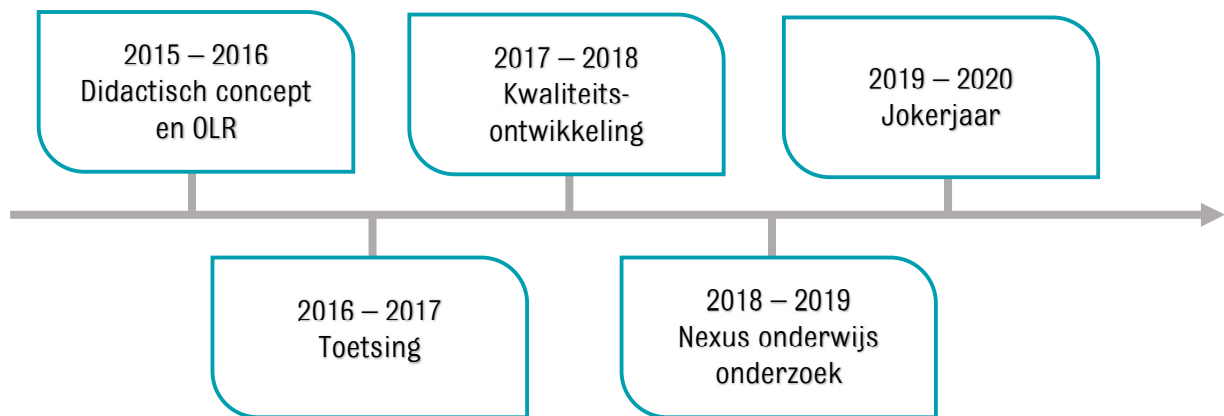 2015 – 2016
Didactisch concept
en OLR
2016 – 2017
Toetsing
2017 – 2018
Kwaliteits-
ontwikkeling
2018 – 2019
Nexus onderwijs
onderzoek
2019 – 2020
Jokerjaar